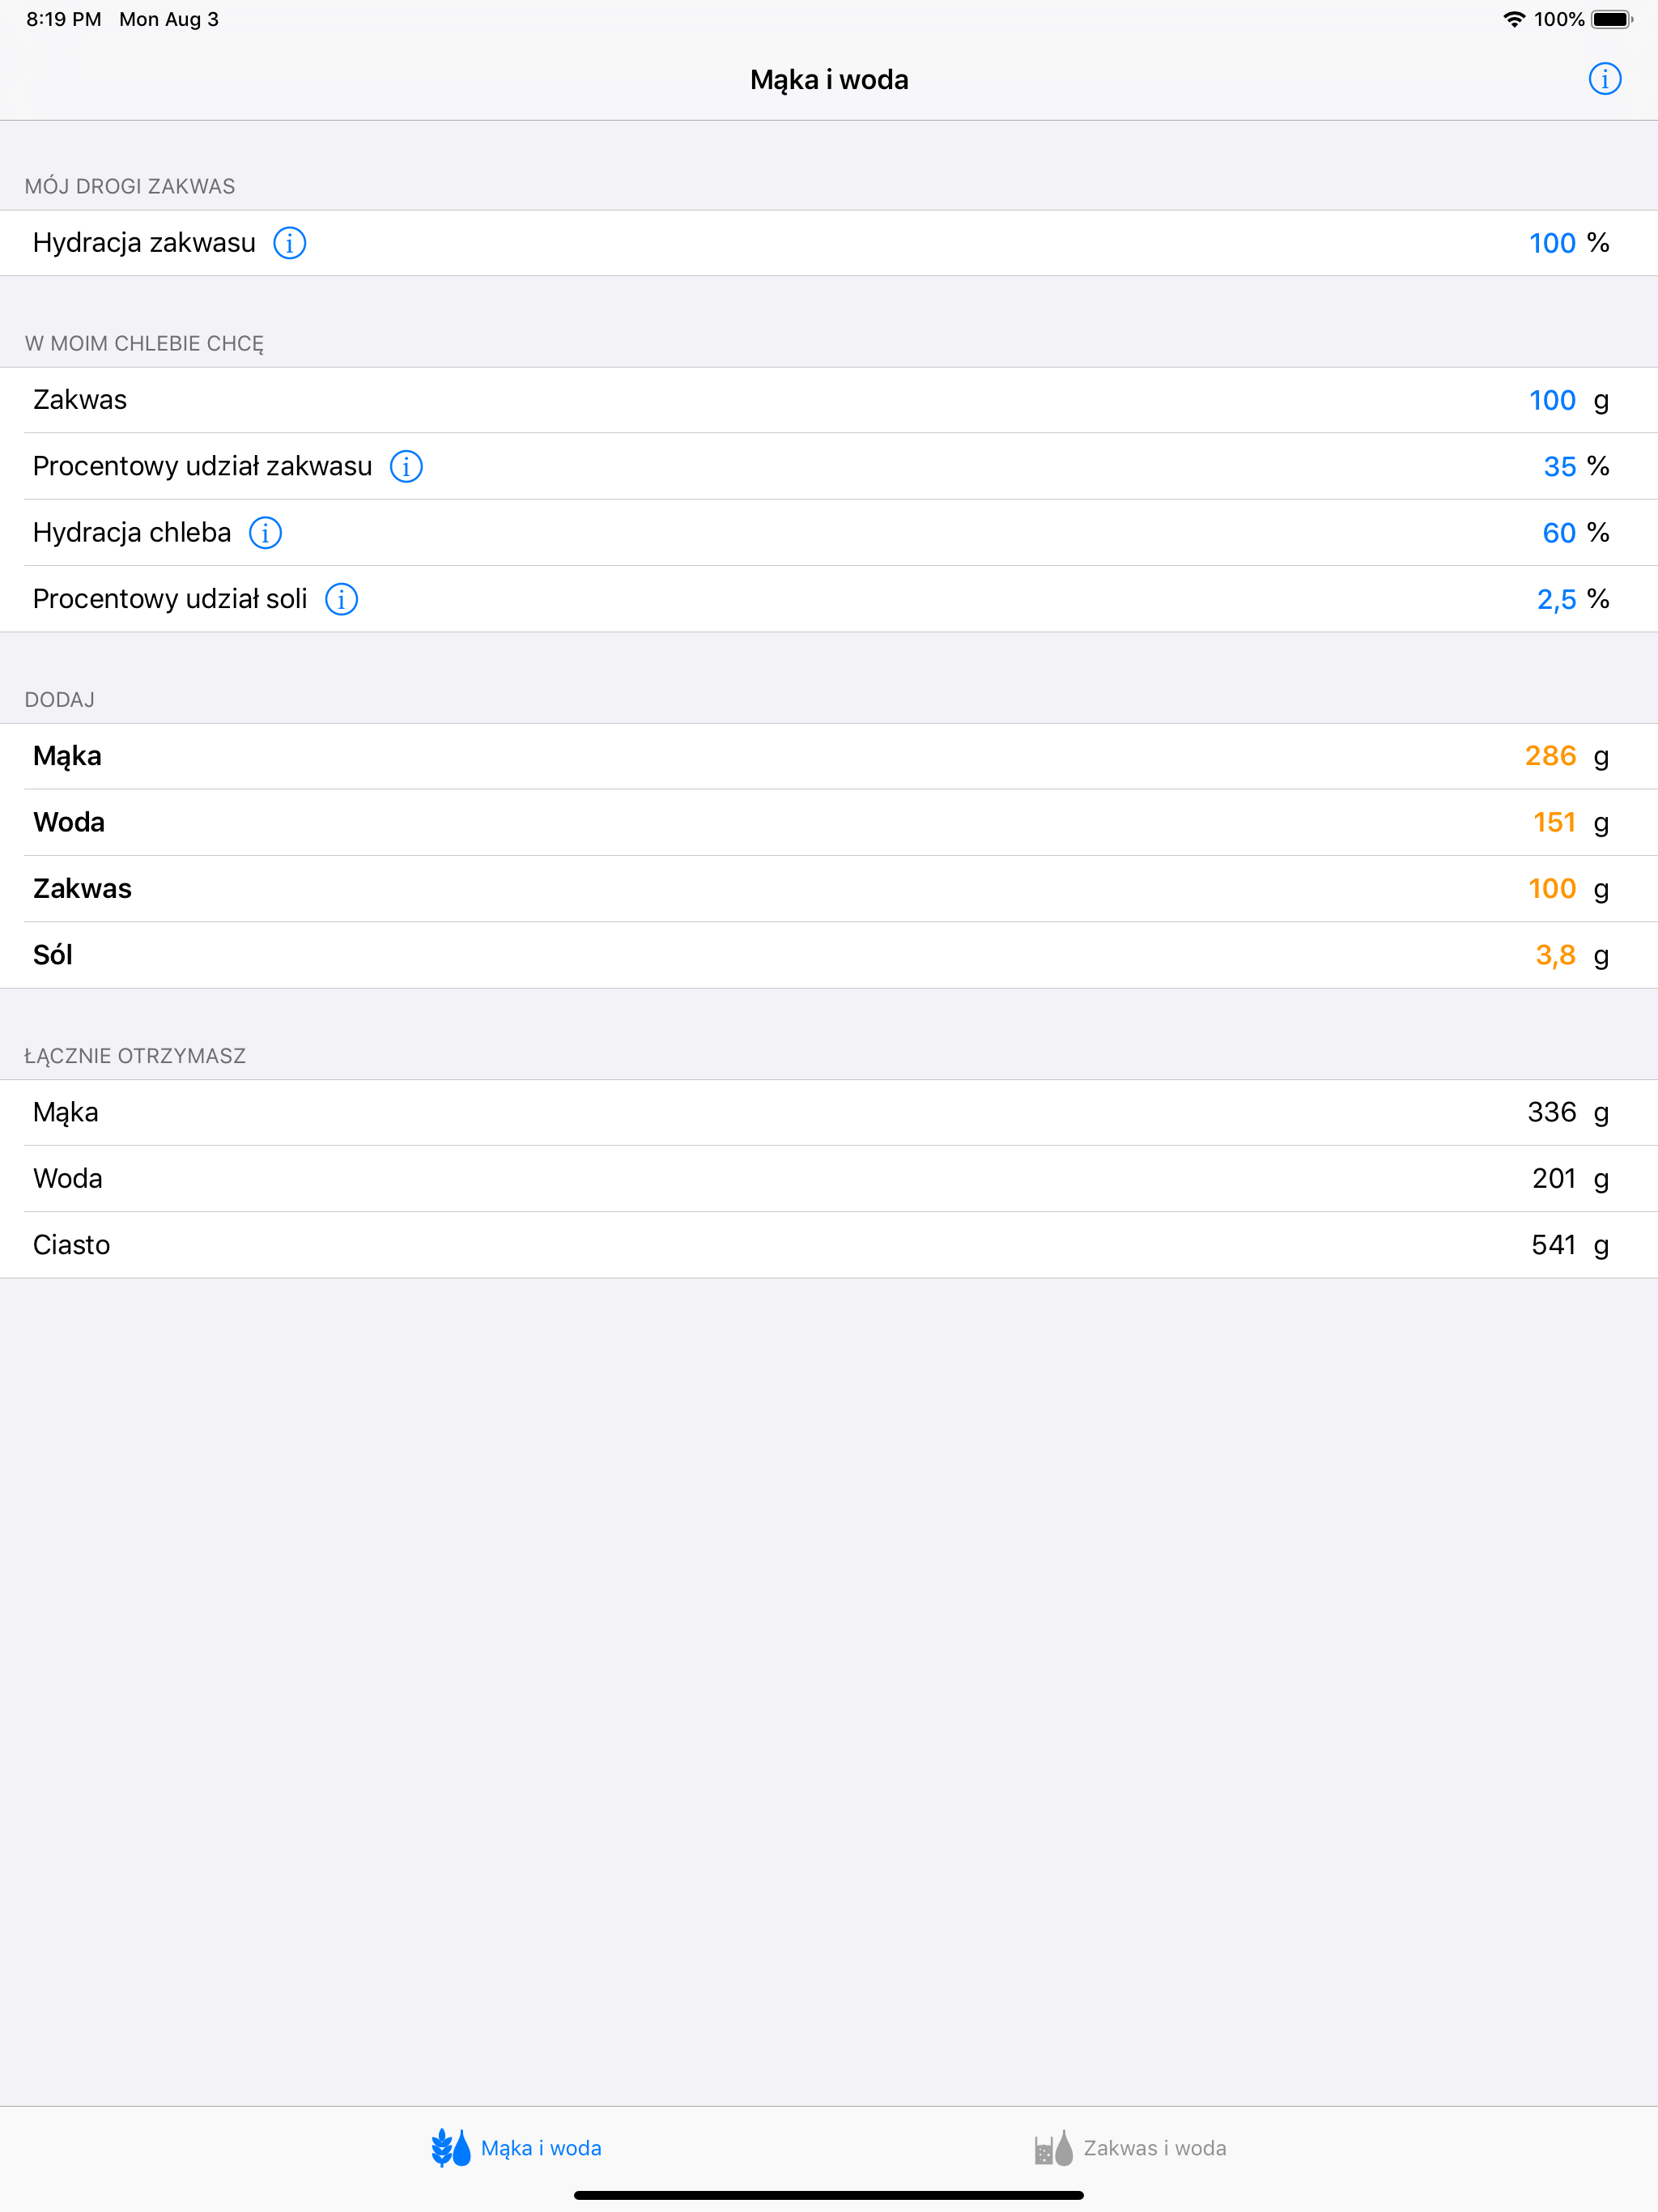 8:19 PM Mon Aug 3 100%
Mąka i woda
MÓJ DROGI ZAKWAS
Hydracja zakwasu 100 %
W MOIM CHLEBIE CHCĘ
Zakwas 100 g
Procentowy udział zakwasu 35 %
Hydracja chleba 60 %
Procentowy udział soli 2,5 %
DODAJ
Mąka 286 g
Woda 151 g
Zakwas 100 g
Sól 3,8 g
ŁĄCZNIE OTRZYMASZ
Mąka 336 g
Woda 201 g
Ciasto 541 g
Mąka i woda Zakwas i woda